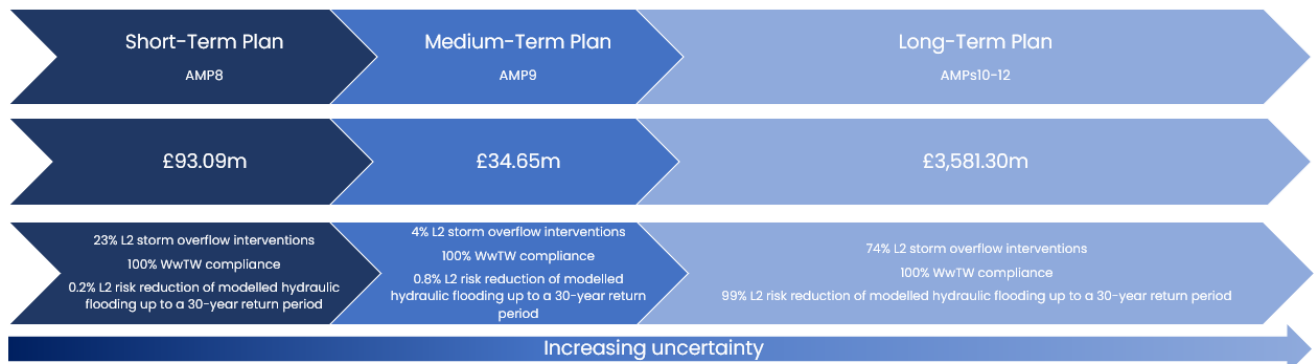 Short-Term Plan
AMP8
Medium-Term Plan
AMP9
Long-Term Plan
AMPs10-12
£93.09m
£34.65m
£3,581.30m
23% L2 storm overflow interventions
100% WwTW compliance
0.2% L2 risk reduction of modelled hydraulic
flooding up to a 30-year return period
4% L2 storm overflow interventions
100% WwTW compliance
0.8% L2 risk reduction of modelled
hydraulic flooding up to a 30-year return
period
74% L2 storm overflow interventions
100% WwTW compliance
99% L2 risk reduction of modelled hydraulic flooding up to a 30-year return period
Increasing uncertainty